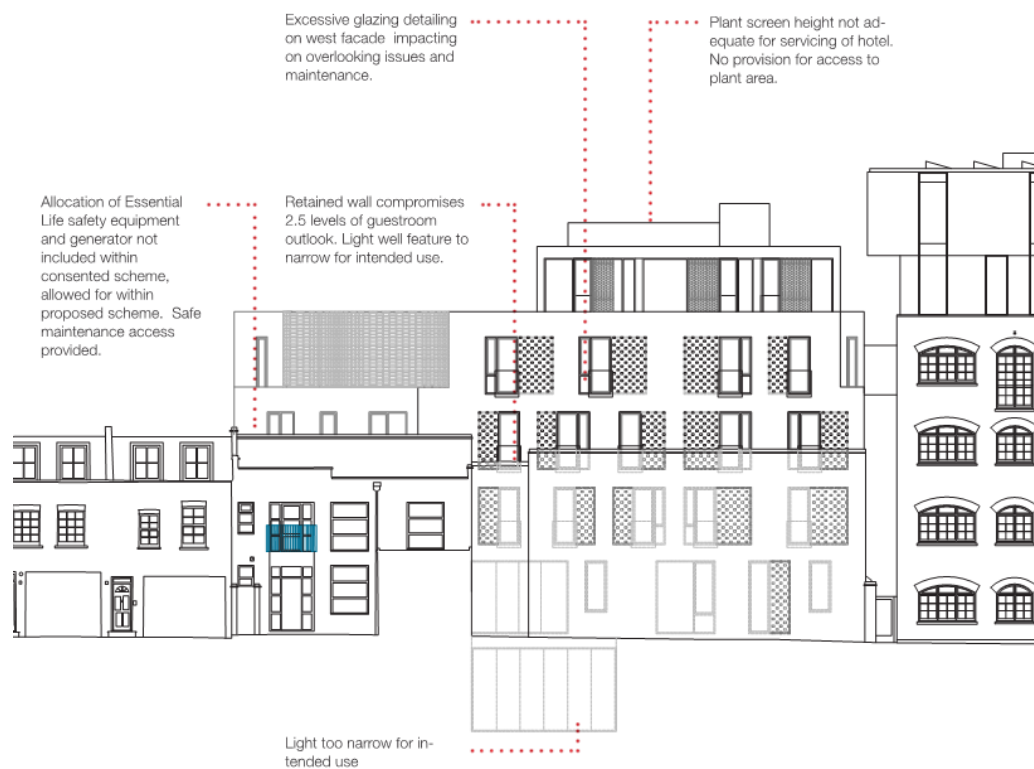 Excessive glazing detailing
on west facade  impacting
on overlooking issues and
maintenance.
Plant screen height not ad-
equate for servicing of hotel.
No provision for access to
plant area.
Allocation of Essential
Life safety equipment
and generator not
included within
consented scheme,
allowed for within
proposed scheme.  Safe
maintenance access
provided.
Retained wall compromises
2.5 levels of guestroom
outlook. Light well feature to
narrow for intended use.
Light too narrow for in-
tended use